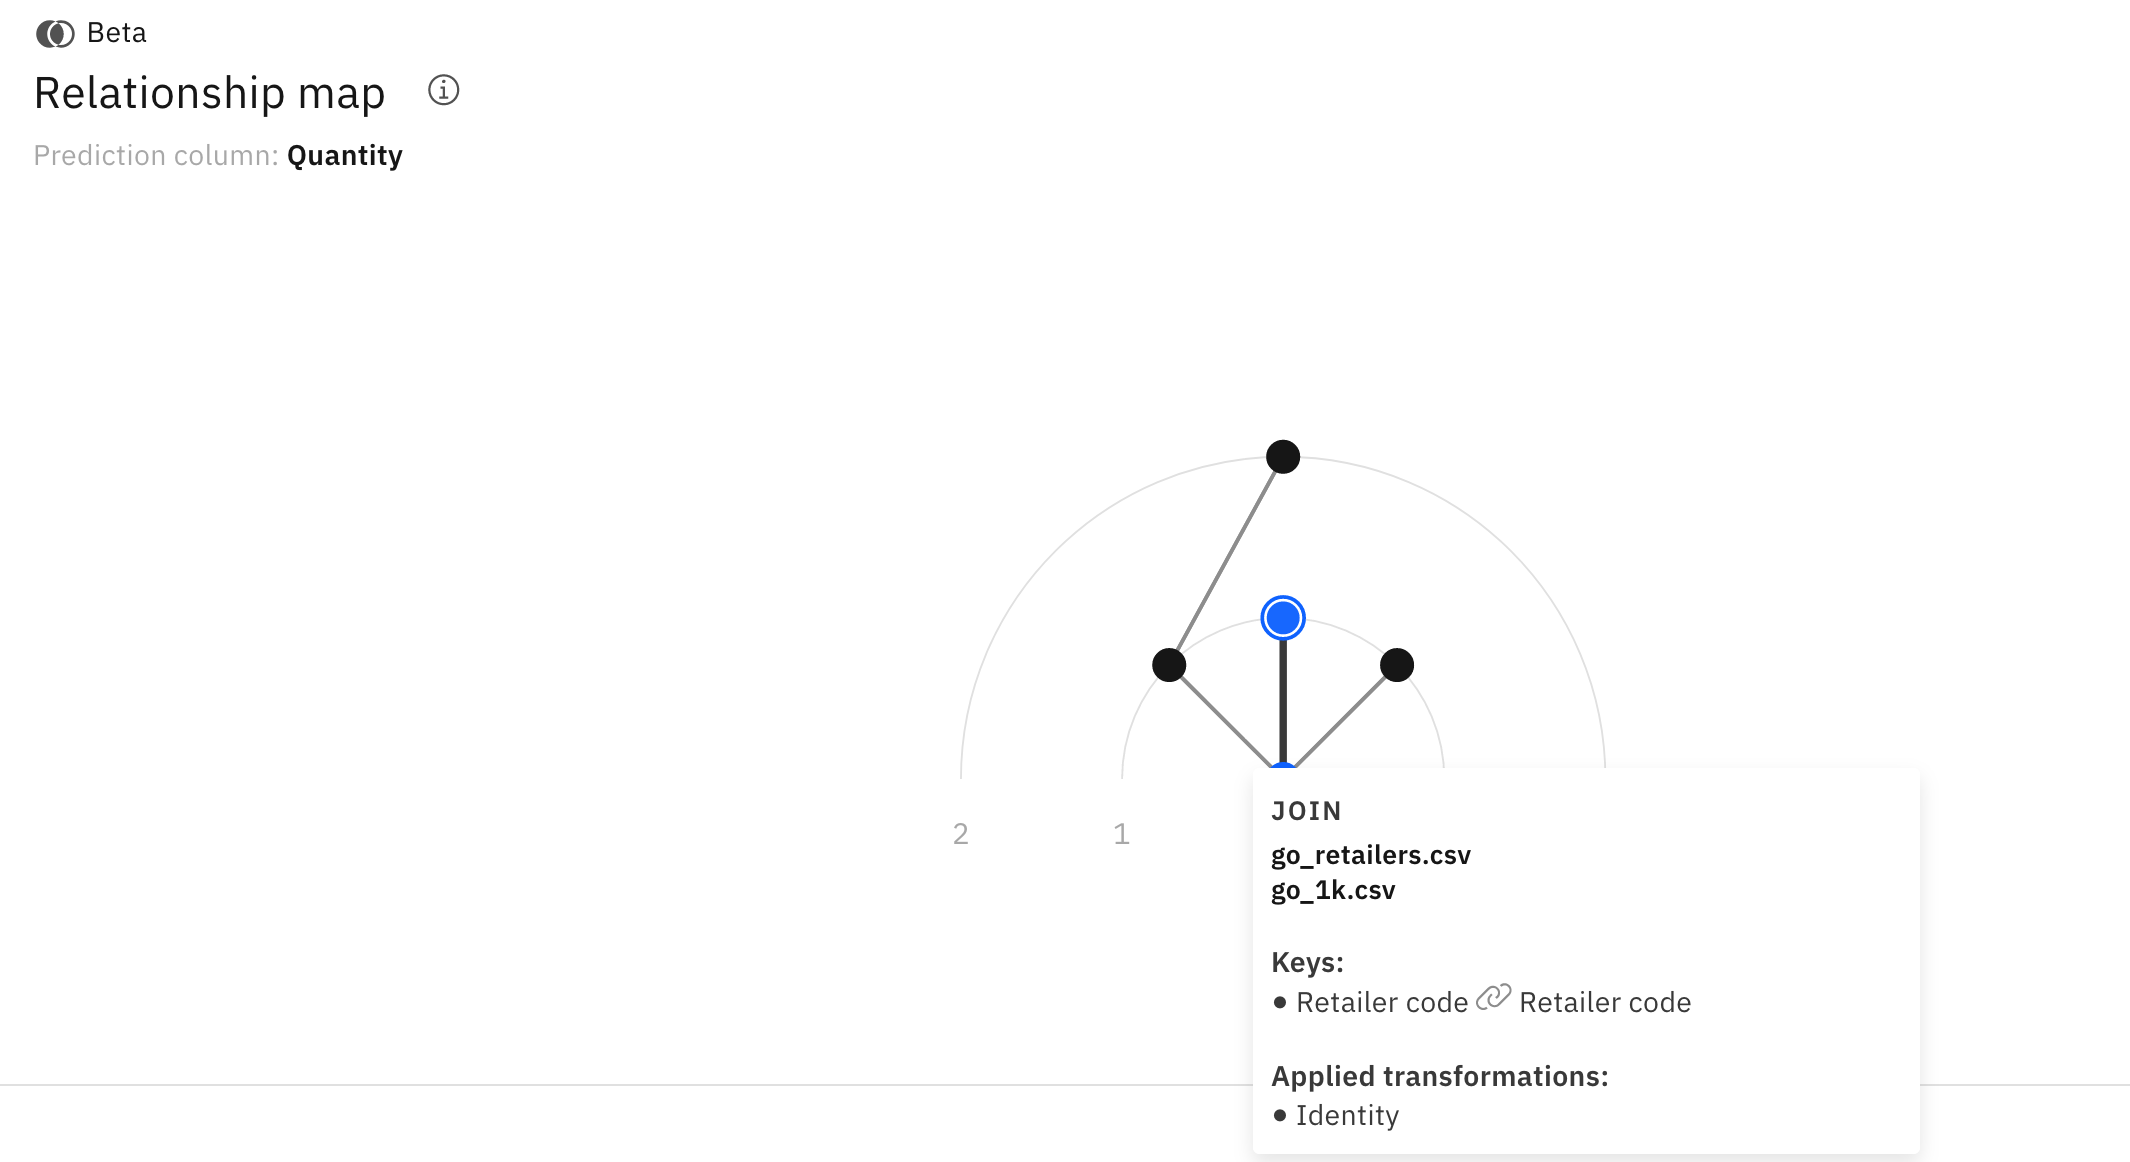 Beta
Relationship map
Prediction column: Quantity
2
1
JOIN
go_retailers.csv
go_1k.csv
Keys:
• Retailer code Retailer code
Applied transformations:
• Identity